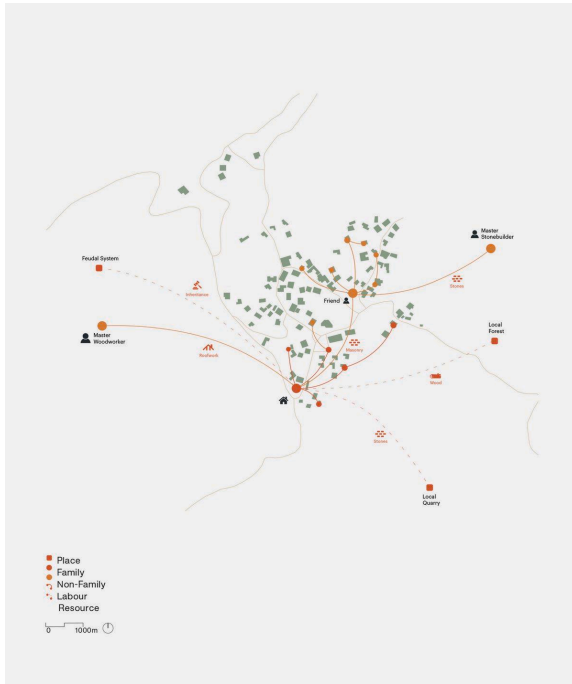 Master
Stonebuilder
Feudal System
Inheritance
Stones
Friend
Master
Woodworker
Local
Forest
Roofwork
Masonry
Wood
Stones
Local
Quarry
Place
Family
Non-Family
Labour
Resource
0 1000m